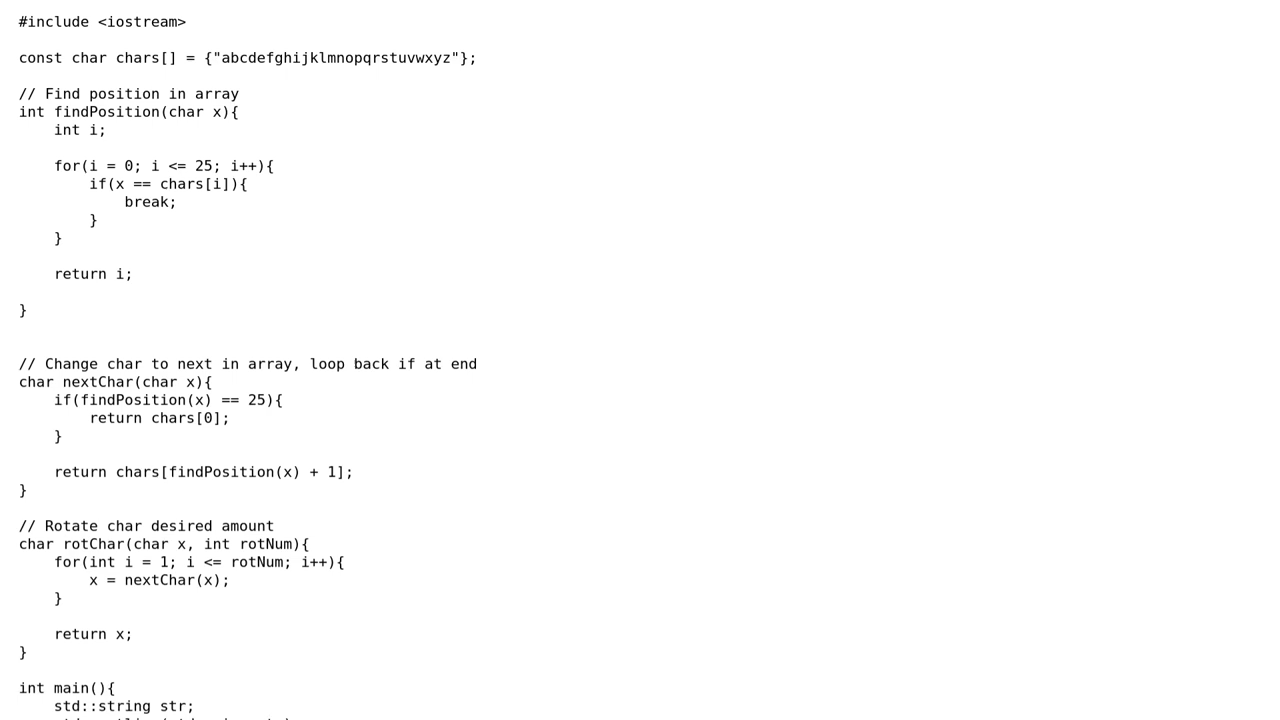 #include <iostream>

const char chars[] = {"abcdefghijklmnopqrstuvwxyz"};

// Find position in array
int findPosition(char x){
    int i;

    for(i = 0; i <= 25; i++){
        if(x == chars[i]){
            break;
        }
    }

    return i;

}


// Change char to next in array, loop back if at end
char nextChar(char x){
    if(findPosition(x) == 25){
        return chars[0];
    }

    return chars[findPosition(x) + 1];
}

// Rotate char desired amount
char rotChar(char x, int rotNum){
    for(int i = 1; i <= rotNum; i++){
        x = nextChar(x);
    }

    return x;
}

int main(){
    std::string str;